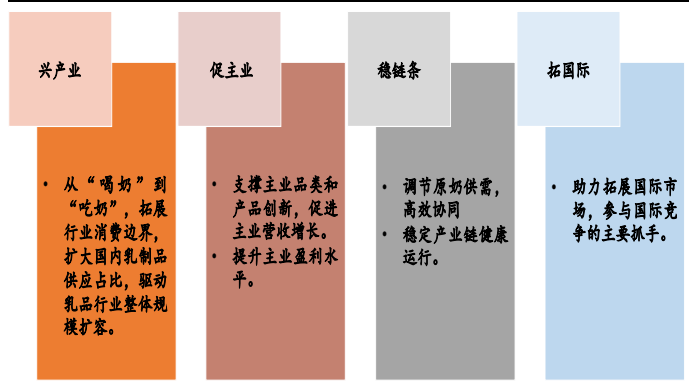 兴产业
• 从“喝奶”到
“吃奶”，拓展
行业消费边界，
扩大国内乳制品
供应占比，驱动
乳品行业整体规
模扩容。
促主业
• 支撑主业品类和
产品创新，促进
主业营收增长。
• 提升主业盈利水
平。
稳链条
• 调节原奶供需，
高效协同
• 稳定产业链健康
运行。
拓国际
• 助力拓展国际市
场，参与国际竞
争的主要抓手。